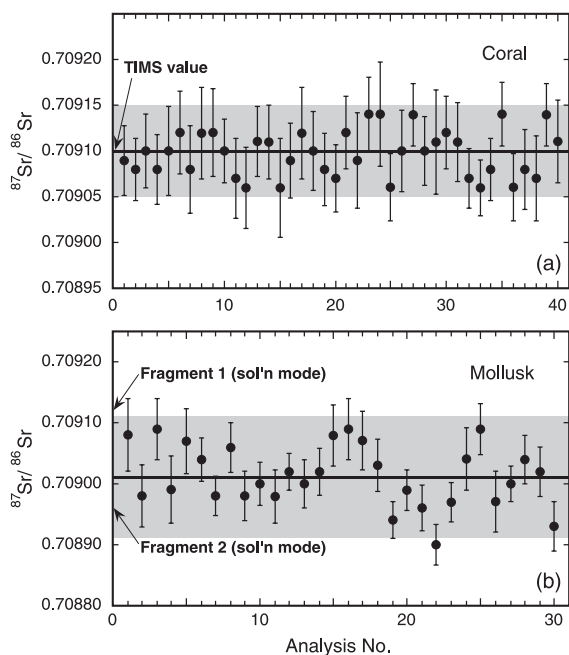 0.70920
TIMS value
Coral
0.70915
0.70910
0.70905
0.70900
0.70895
(a)
87Sr/86Sr
0 10 20 30 40
0.70920
Fragment 1 (sol'n mode)
Mollusk
0.70910
0.70900
0.70890
Fragment 2 (sol'n mode)
0.70880
(b)
87Sr/86Sr
0 10 20 30
Analysis No.